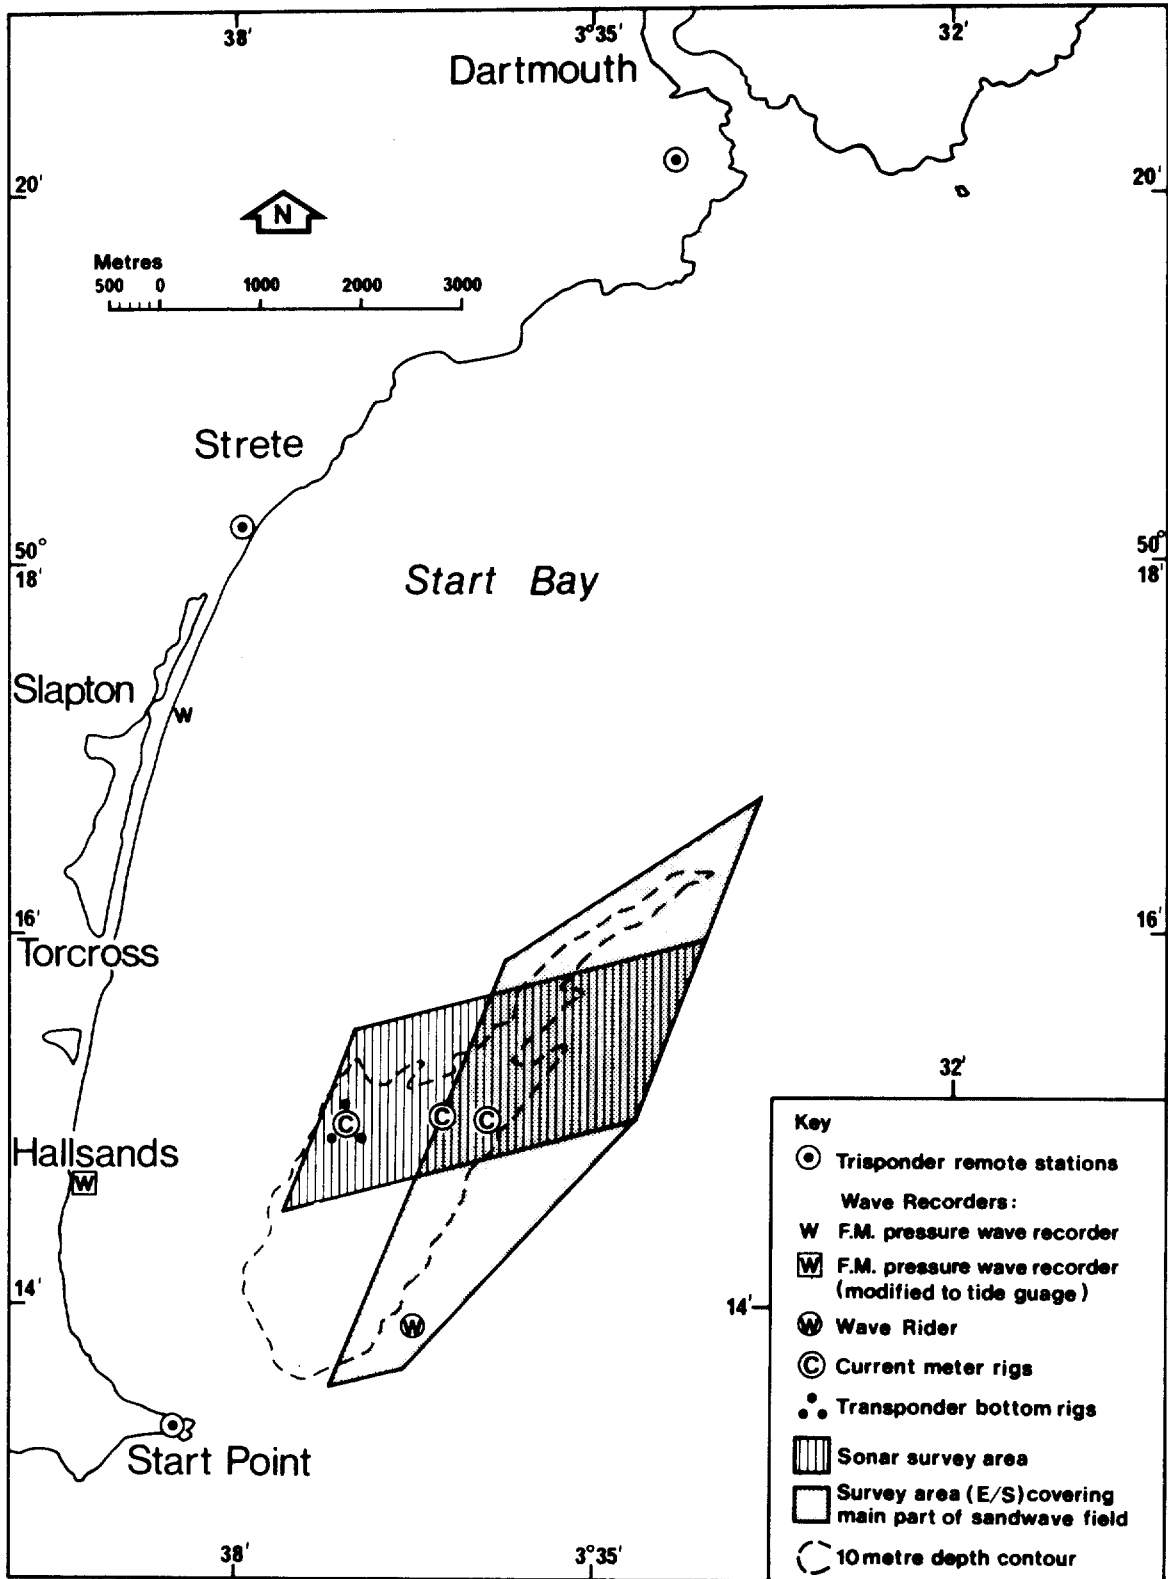 38'
3°35'
32'
Dartmouth
20'
20'
N
Metres
500 0 1000 2000 3000
Strete
50°
18'
50°
18'
Start Bay
Slapton
W
16'
16'
Torcross
32'
C C C
Hallsands
W
14'
14'
W
Start Point
38'
3°35'
Key
Trisponder remote stations
Wave Recorders:
W F.M. pressure wave recorder
W F.M. pressure wave recorder
(modified to tide guage)
W Wave Rider
C Current meter rigs
Transponder bottom rigs
Sonar survey area
Survey area (E/S) covering
main part of sandwave field
10 metre depth contour